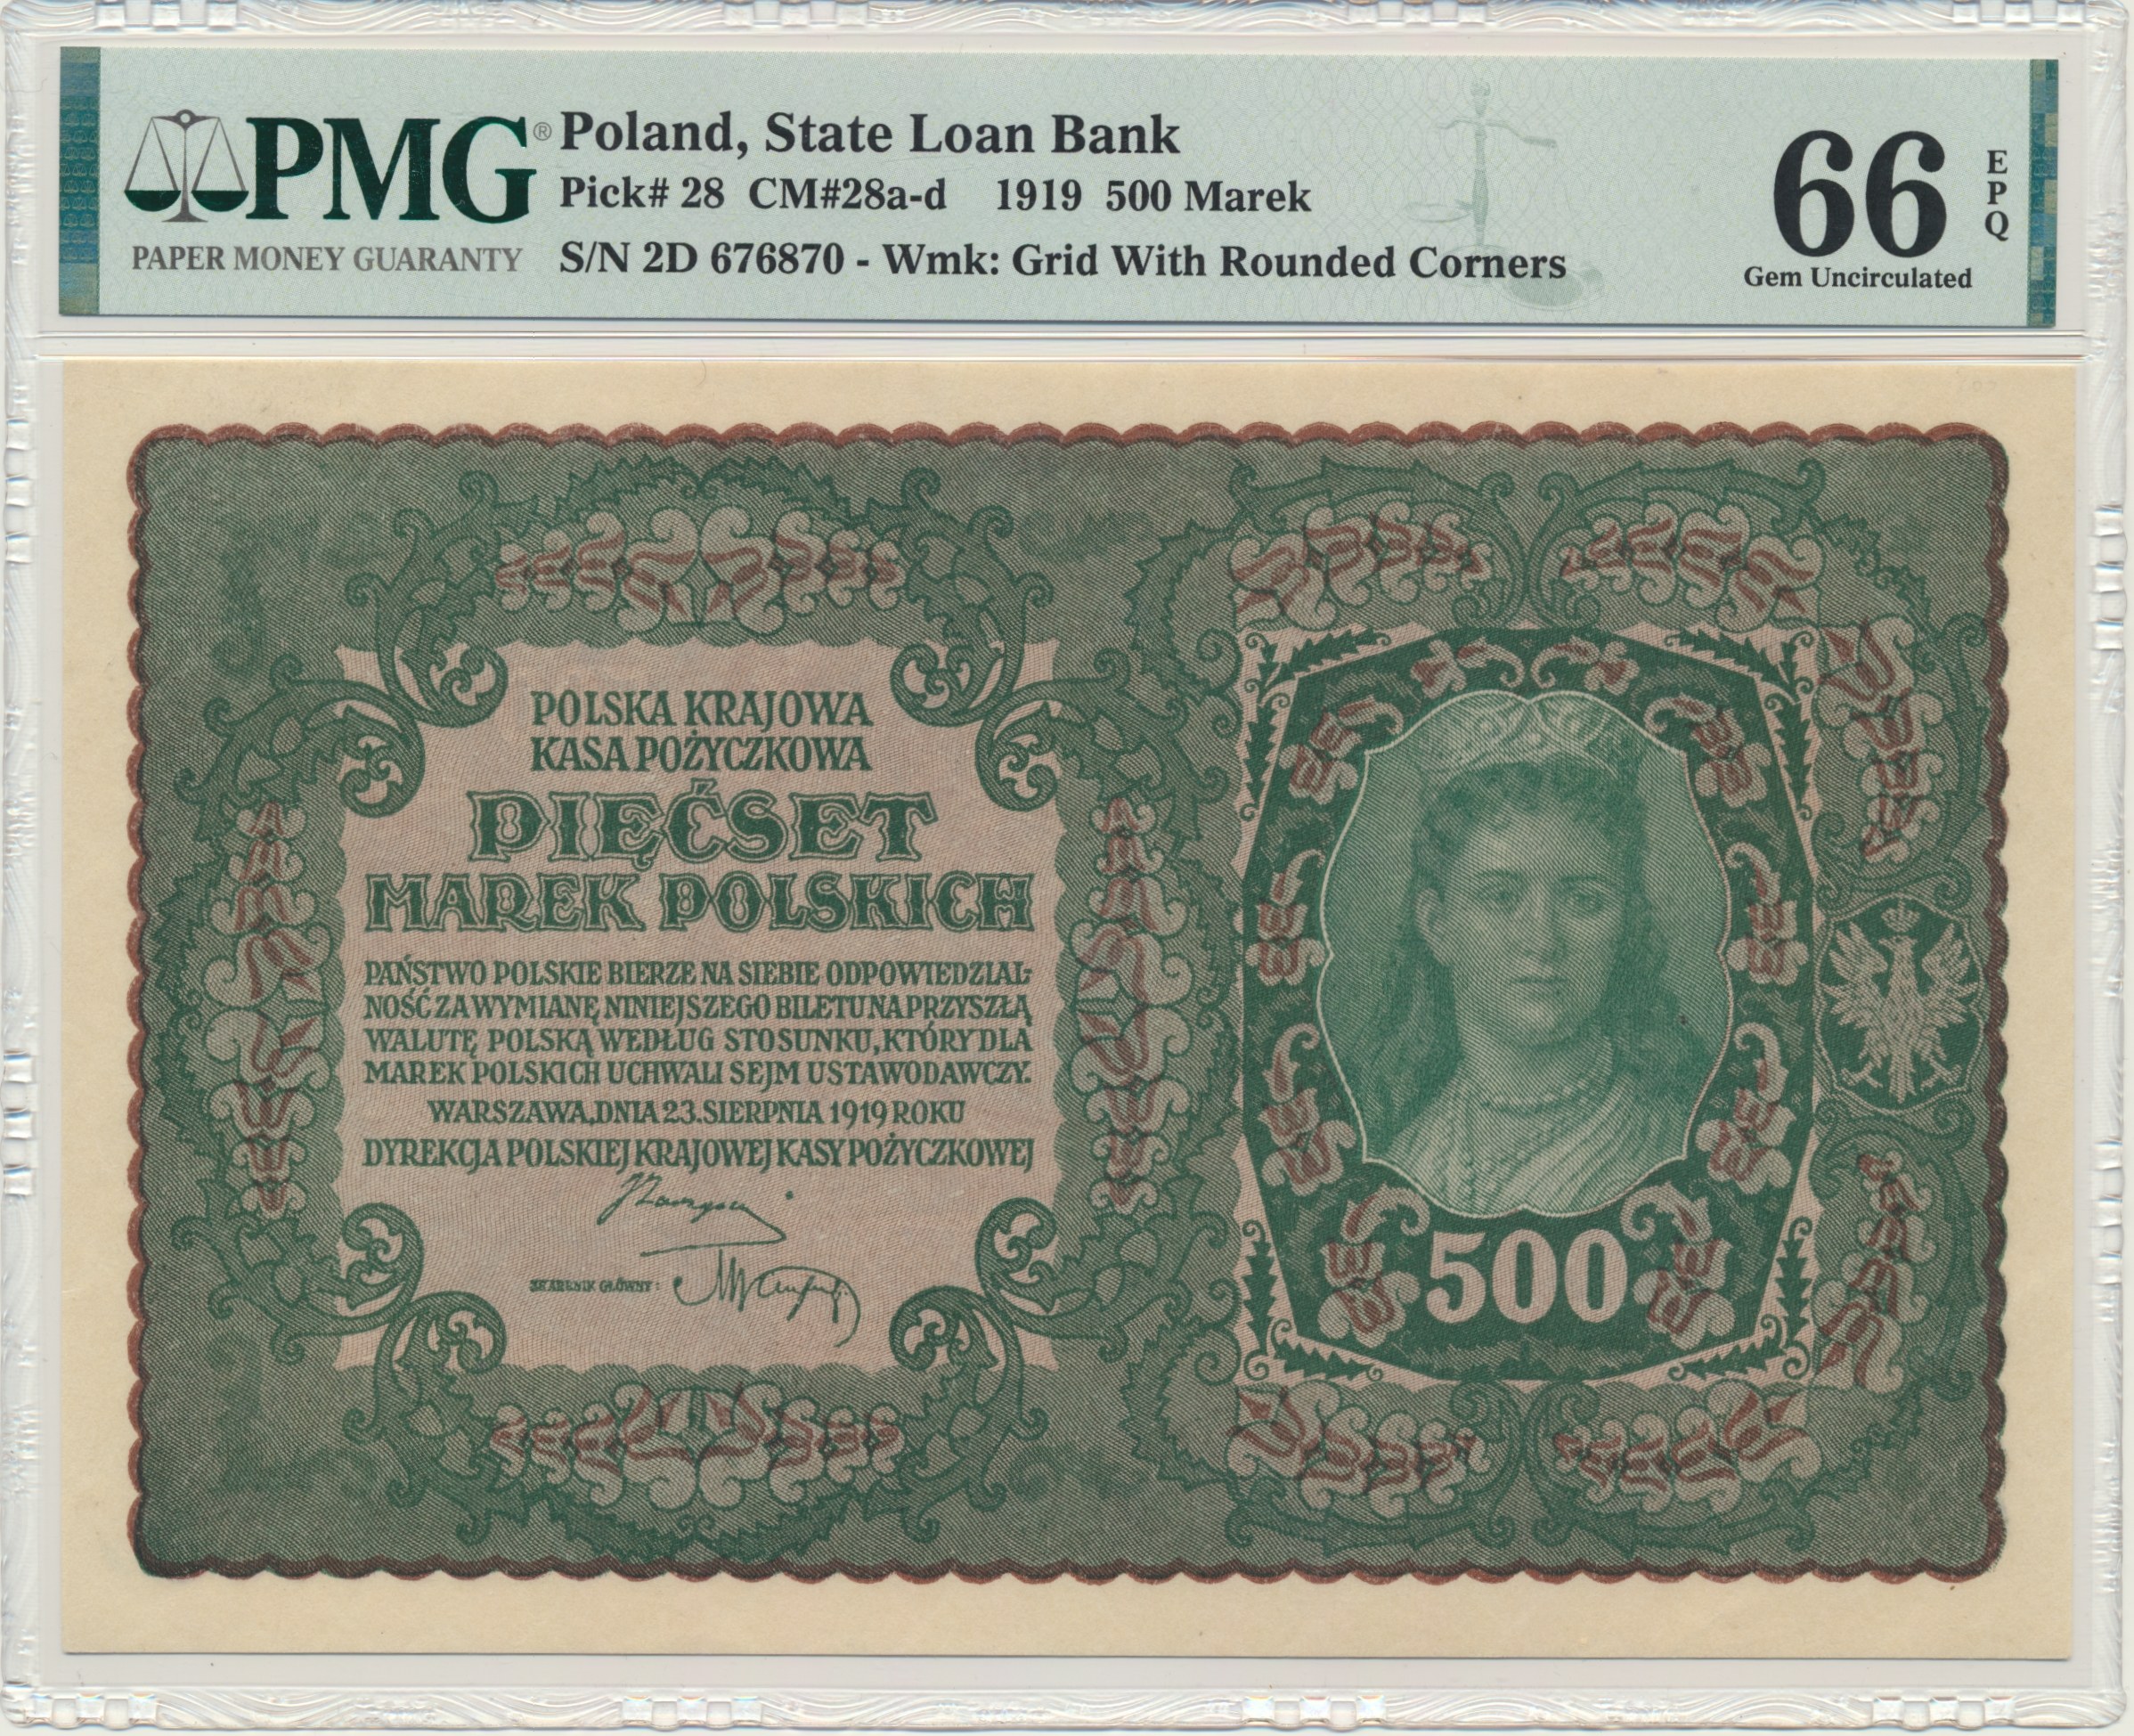 PMG®
PAPER MONEY GUARANTY
Poland, State Loan Bank
Pick# 28 CM#28a-d 1919 500 Marek
S/N 2D 676870 - Wmk: Grid With Rounded Corners
66
EPQ
Gem Uncirculated
POLSKA KRAJOWA
KASA POŻYCZKOWA
PIĘĆSET
MAREK POLSKICH
PAŃSTWO POLSKIE BIERZE NA SIEBIE ODPOWIEDZIAL-
NOŚĆ ZA WYMIANĘ NINIEJSZEGO BILETU NA PRZYSZŁĄ
WALUTĘ POLSKĄ WEDŁUG STOSUNKU, KTÓRY DLA
MAREK POLSKICH UCHWALI SEJM USTAWODAWCZY.
WARSZAWA, DNIA 23. SIERPNIA 1919 ROKU
DYREKCJA POLSKIEJ KRAJOWEJ KASY POŻYCZKOWEJ
SKARBNIK GŁÓWNY:
500